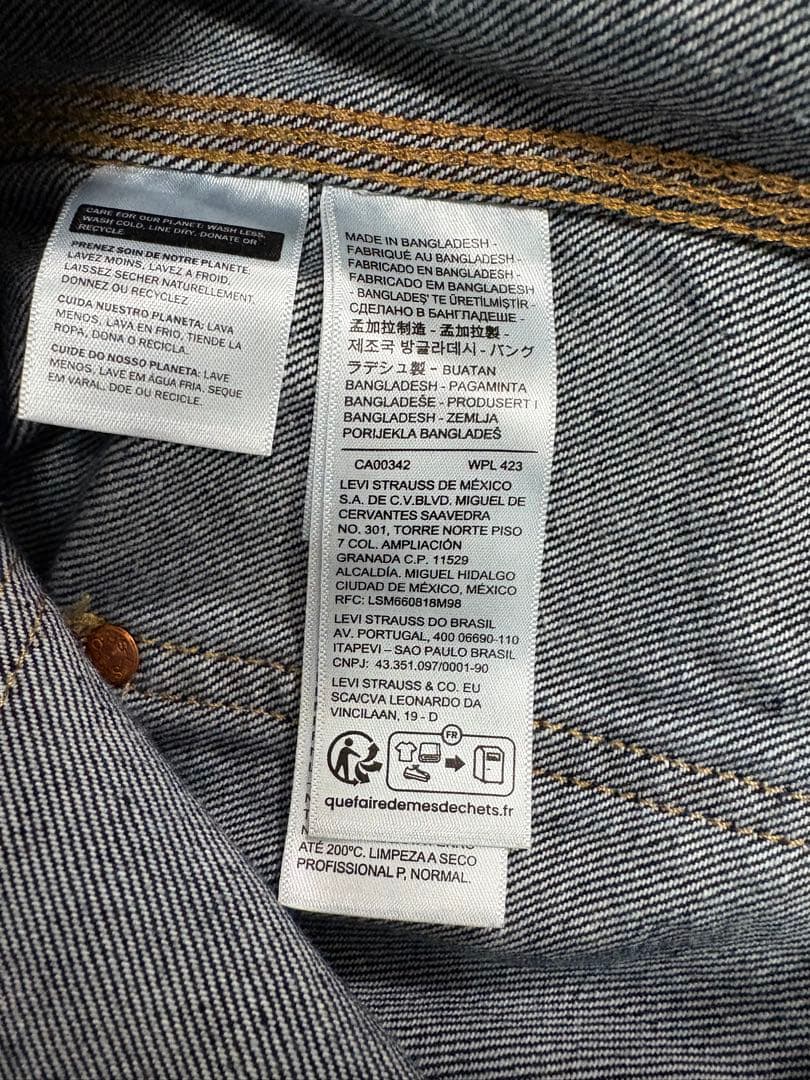 CARE FOR OUR PLANET: WASH LESS,
WASH COLD, LINE DRY, DONATE OR
RECYCLE.
PRENEZ SOIN DE NOTRE PLANETE:
LAVEZ MOINS, LAVEZ A FROID,
LAISSEZ SECHER NATURELLEMENT,
DONNEZ OU RECYCLEZ
CUIDA NUESTRO PLANETA: LAVA
MENOS, LAVA EN FRIO, TIENDE LA
ROPA, DONA O RECICLA.
CUIDE DO NOSSO PLANETA: LAVE
MENOS, LAVE EM ÁGUA FRIA, SEQUE
EM VARAL, DOE OU RECICLE.
MADE IN BANGLADESH -
FABRIQUÉ AU BANGLADESH -
FABRICADO EN BANGLADESH -
FABRICADO EM BANGLADESH
- BANGLADEŞ'TE ÜRETİLMİŞTİR -
СДЕЛАНО В БАНГЛАДЕШЕ -
孟加拉制造 - 孟加拉製 -
제조국 방글라데시 - バング
ラデシュ製 - BUATAN
BANGLADESH - PAGAMINTA
BANGLADEŠE - PRODUSERT I
BANGLADESH - ZEMLJA
PORIJEKLA BANGLADEŠ
CA00342 WPL 423
LEVI STRAUSS DE MÉXICO
S.A. DE C.V.BLVD. MIGUEL DE
CERVANTES SAAVEDRA
NO. 301, TORRE NORTE PISO
7 COL. AMPLIACIÓN
GRANADA C.P. 11529
ALCALDÍA. MIGUEL HIDALGO
CIUDAD DE MÉXICO, MÉXICO
RFC: LSM660818M98
LEVI STRAUSS DO BRASIL
AV. PORTUGAL, 400 06690-110
ITAPEVI – SAO PAULO BRASIL
CNPJ: 43.351.097/0001-90
LEVI STRAUSS & CO. EU
SCA/CVA LEONARDO DA
VINCILAAN, 19 - D
FR
quefairedemesdechets.fr
ATÉ 200ºC. LIMPEZA A SECO
PROFISSIONAL P, NORMAL.